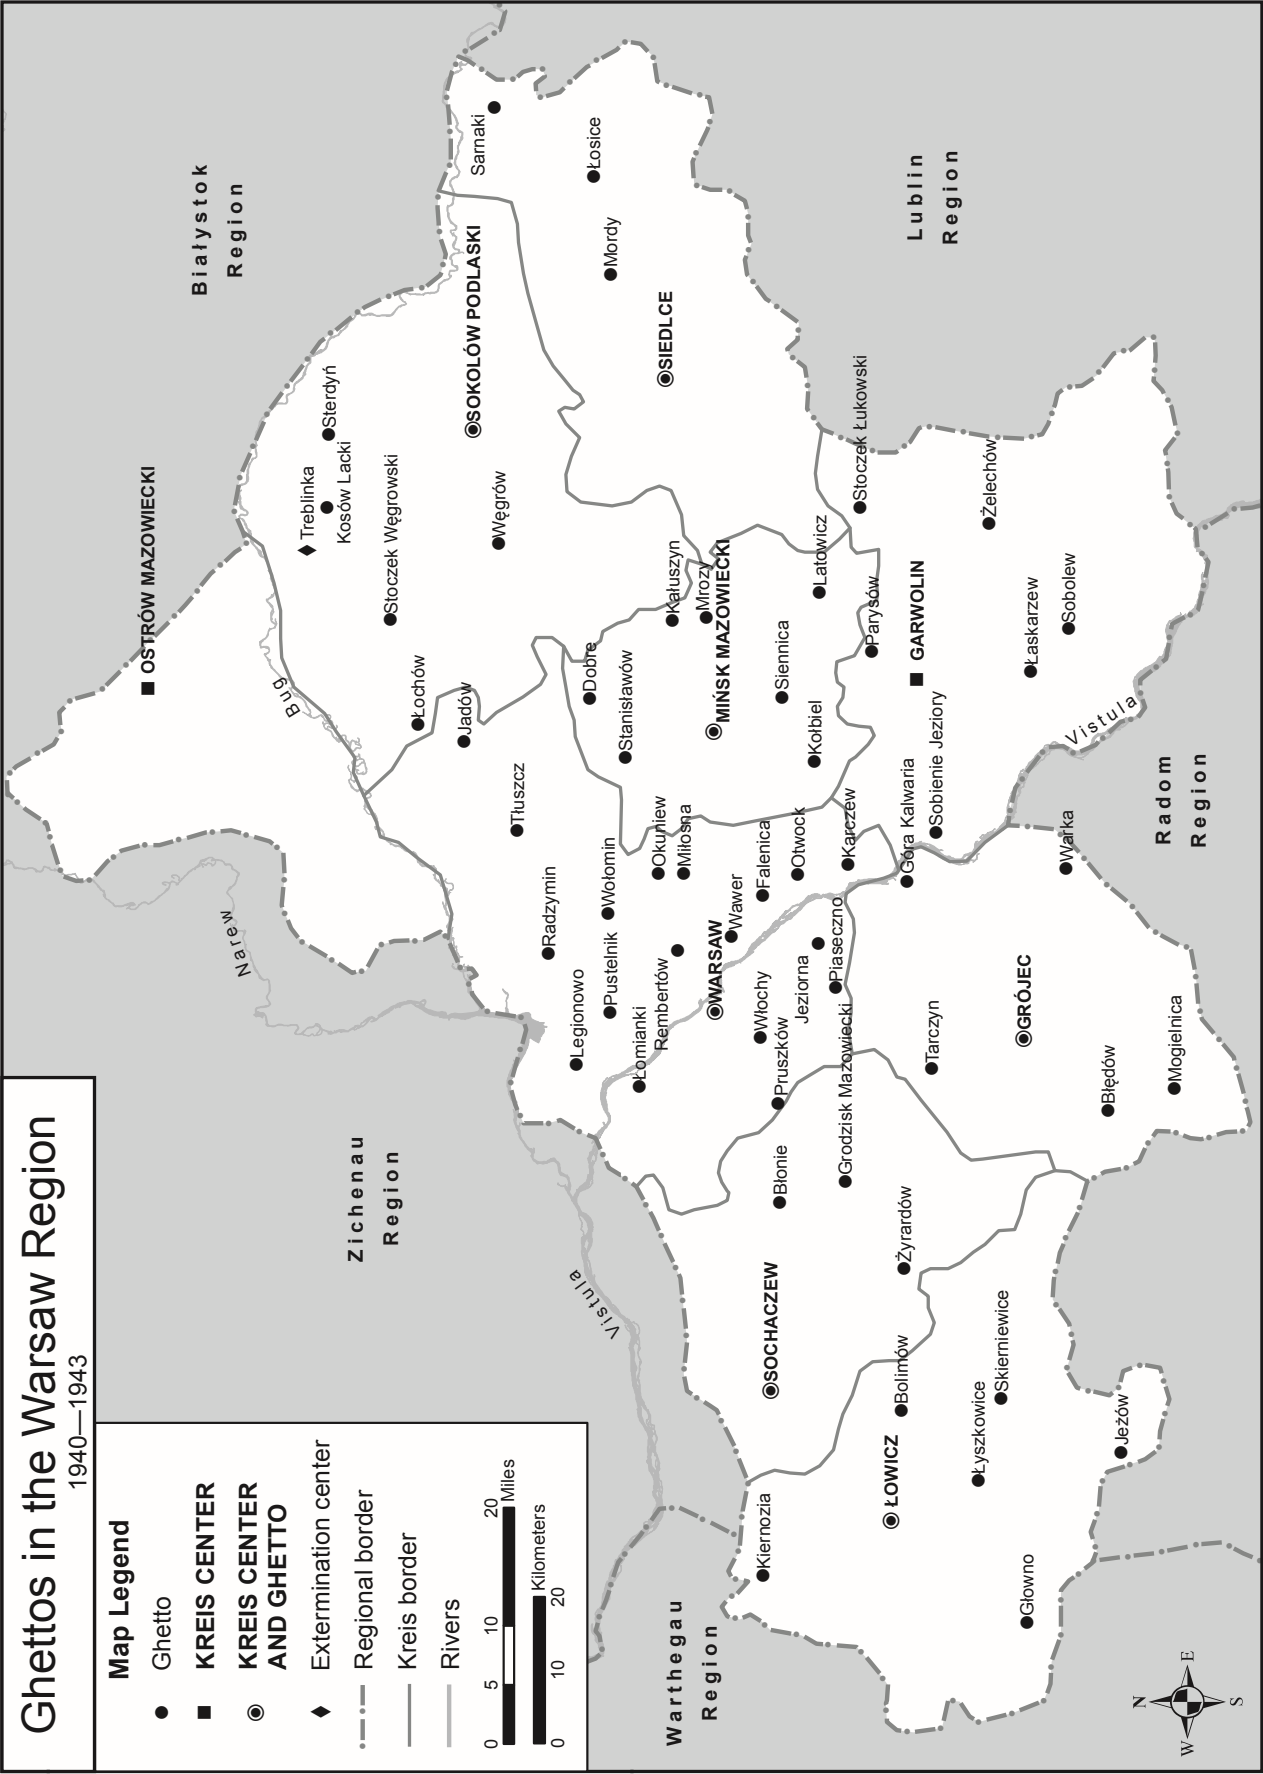 Ghettos in the Warsaw Region
1940—1943
Map Legend
Ghetto
KREIS CENTER
KREIS CENTER
AND GHETTO
Extermination center
Regional border
Kreis border
Rivers
0 5 10 20
Miles
Kilometers
0 10 20
Zichenau
Region
Białystok
Region
Lublin
Region
Radom
Region
Warthegau
Region
Narew
Bug
Vistula
Vistula
OSTRÓW MAZOWIECKI
Treblinka
Kosów Lacki
Sterdyń
Stoczek Węgrowski
SOKOLÓW PODLASKI
Węgrów
Sarnaki
Łosice
Mordy
SIEDLCE
Łochów
Jadów
Tłuszcz
Radzymin
Legionowo
Pustelnik
Wołomin
Łomianki
Rembertów
Okuniew
Miłosna
WARSAW
Wawer
Falenica
Otwock
Karczew
Włochy
Jeziorna
Piaseczno
Pruszków
Grodzisk Mazowiecki
Błonie
Dobre
Stanisławów
Kałuszyn
Mrozy
MIŃSK MAZOWIECKI
Siennica
Latowicz
Kołbiel
Stoczek Łukowski
Parysów
GARWOLIN
Żelechów
Łaskarzew
Sobolew
Sobienie Jeziory
Góra Kalwaria
Warka
Tarczyn
GRÓJEC
Błędów
Mogielnica
SOCHACZEW
Żyrardów
Kiernozia
ŁOWICZ
Bolimów
Łyszkowice
Skierniewice
Jeżów
Głowno
N
W E
S